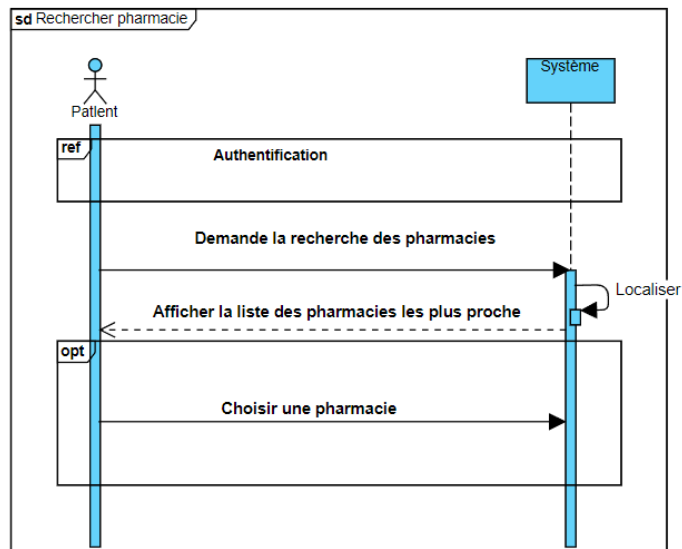 sd Rechercher pharmacie
Patient
Système
ref
Authentification
Demande la recherche des pharmacies
Localiser
Afficher la liste des pharmacies les plus proche
opt
Choisir une pharmacie